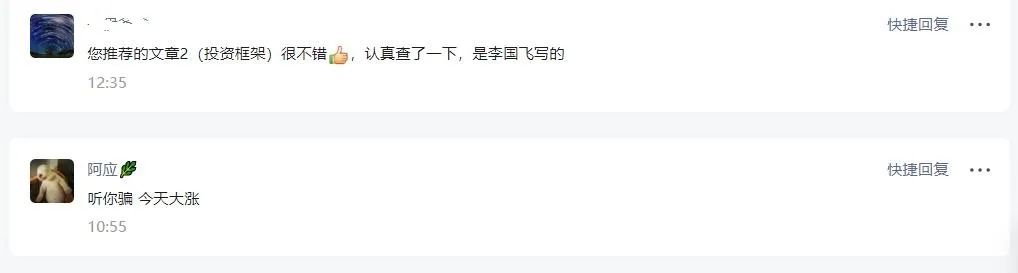 快捷回复
您推荐的文章2（投资框架）很不错👍，认真查了一下，是李国飞写的
12:35
阿应🌿 快捷回复
听你骗 今天大涨
10:55